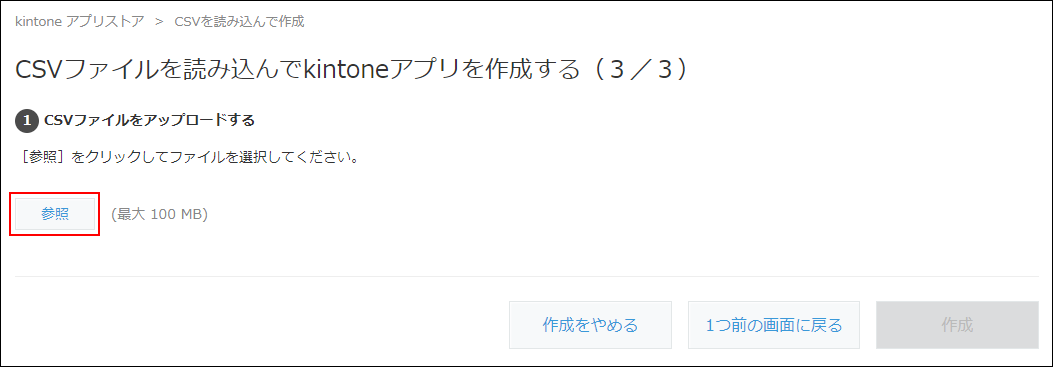 kintone アプリストア > CSVを読み込んで作成
CSVファイルを読み込んでkintoneアプリを作成する（３／３）
1 CSVファイルをアップロードする
［参照］をクリックしてファイルを選択してください。
参照 (最大 100 MB)
作成をやめる 1つ前の画面に戻る 作成